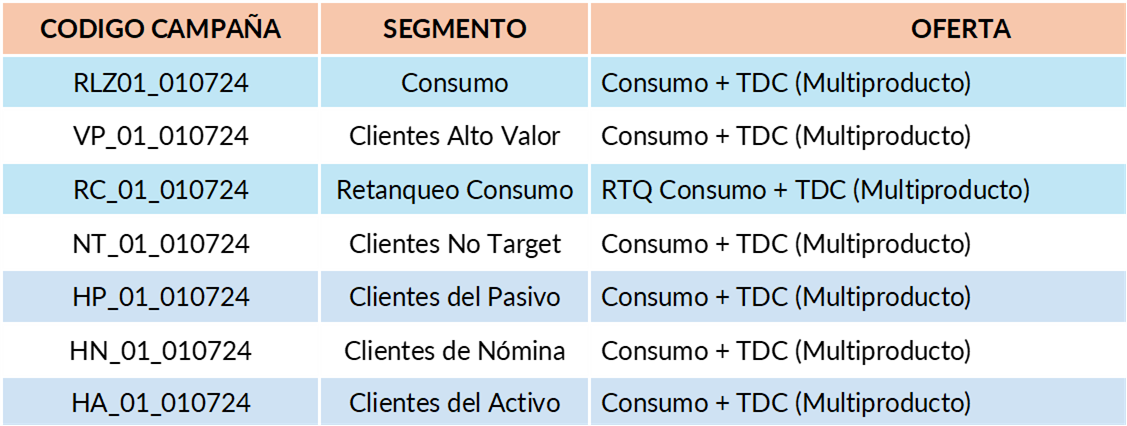 CODIGO CAMPAÑA SEGMENTO OFERTA
RLZ01_010724 Consumo Consumo + TDC (Multiproducto)
VP_01_010724 Clientes Alto Valor Consumo + TDC (Multiproducto)
RC_01_010724 Retanqueo Consumo RTQ Consumo + TDC (Multiproducto)
NT_01_010724 Clientes No Target Consumo + TDC (Multiproducto)
HP_01_010724 Clientes del Pasivo Consumo + TDC (Multiproducto)
HN_01_010724 Clientes de Nómina Consumo + TDC (Multiproducto)
HA_01_010724 Clientes del Activo Consumo + TDC (Multiproducto)